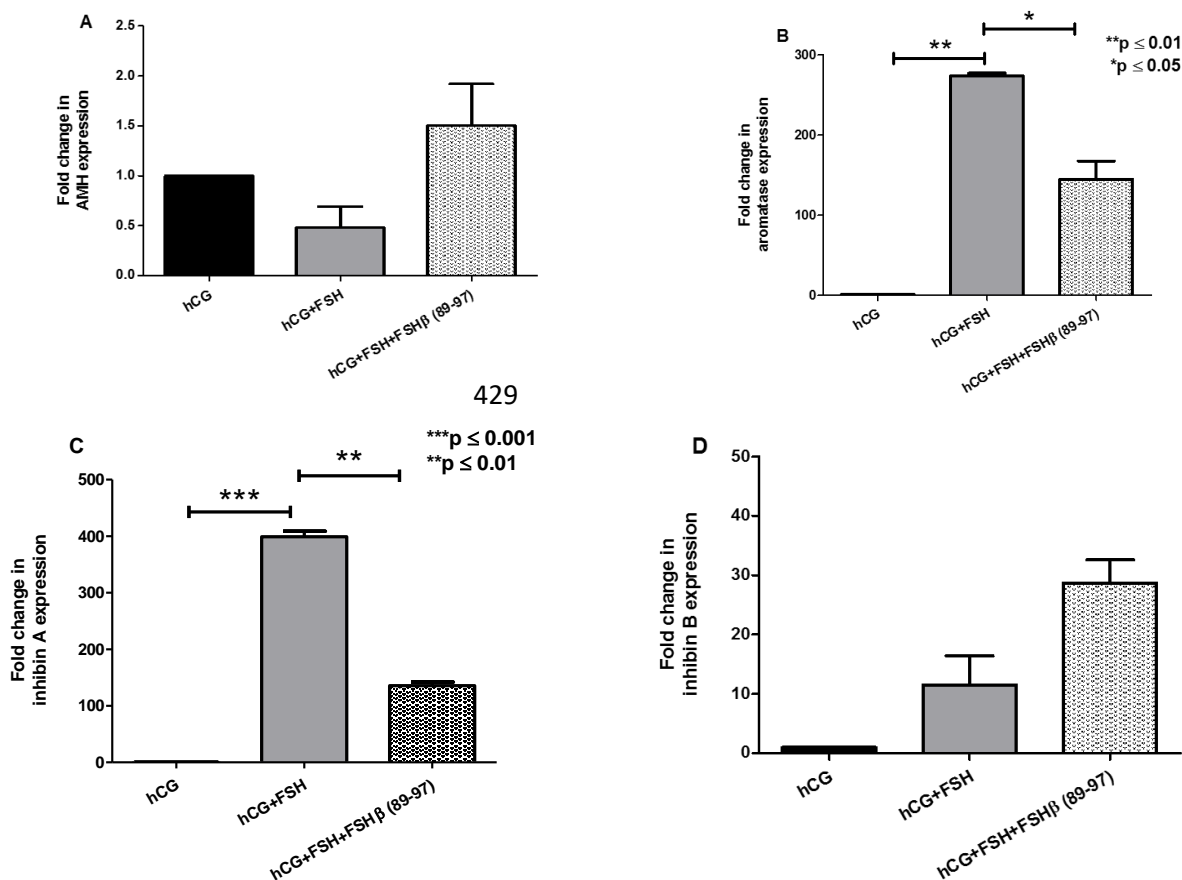 A
Fold change in
AMH expression
2.5
2.0
1.5
1.0
0.5
0.0
hCG
hCG+FSH
hCG+FSH+FSHβ (89-97)
B
Fold change in
aromatase expression
300
200
100
0
**
*
**p ≤ 0.01
*p ≤ 0.05
hCG
hCG+FSH
hCG+FSH+FSHβ (89-97)
429
C
Fold change in
inhibin A expression
500
400
300
200
100
0
***
**
***p ≤ 0.001
**p ≤ 0.01
hCG
hCG+FSH
hCG+FSH+FSHβ (89-97)
D
Fold change in
inhibin B expression
50
40
30
20
10
0
hCG
hCG+FSH
hCG+FSH+FSHβ (89-97)